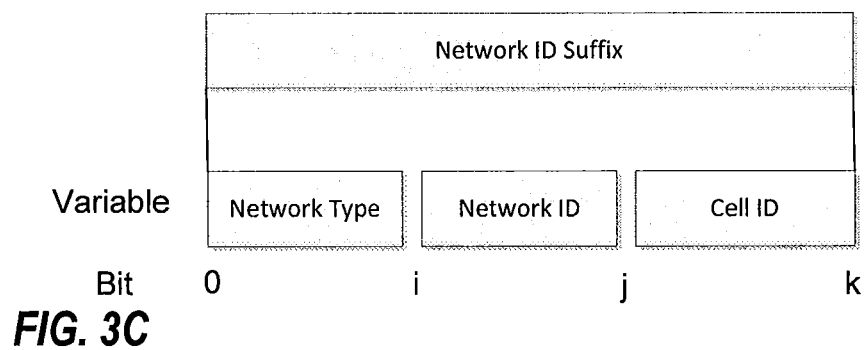 Network ID Suffix
Variable Network Type Network ID Cell ID
Bit 0 i j k
FIG. 3C